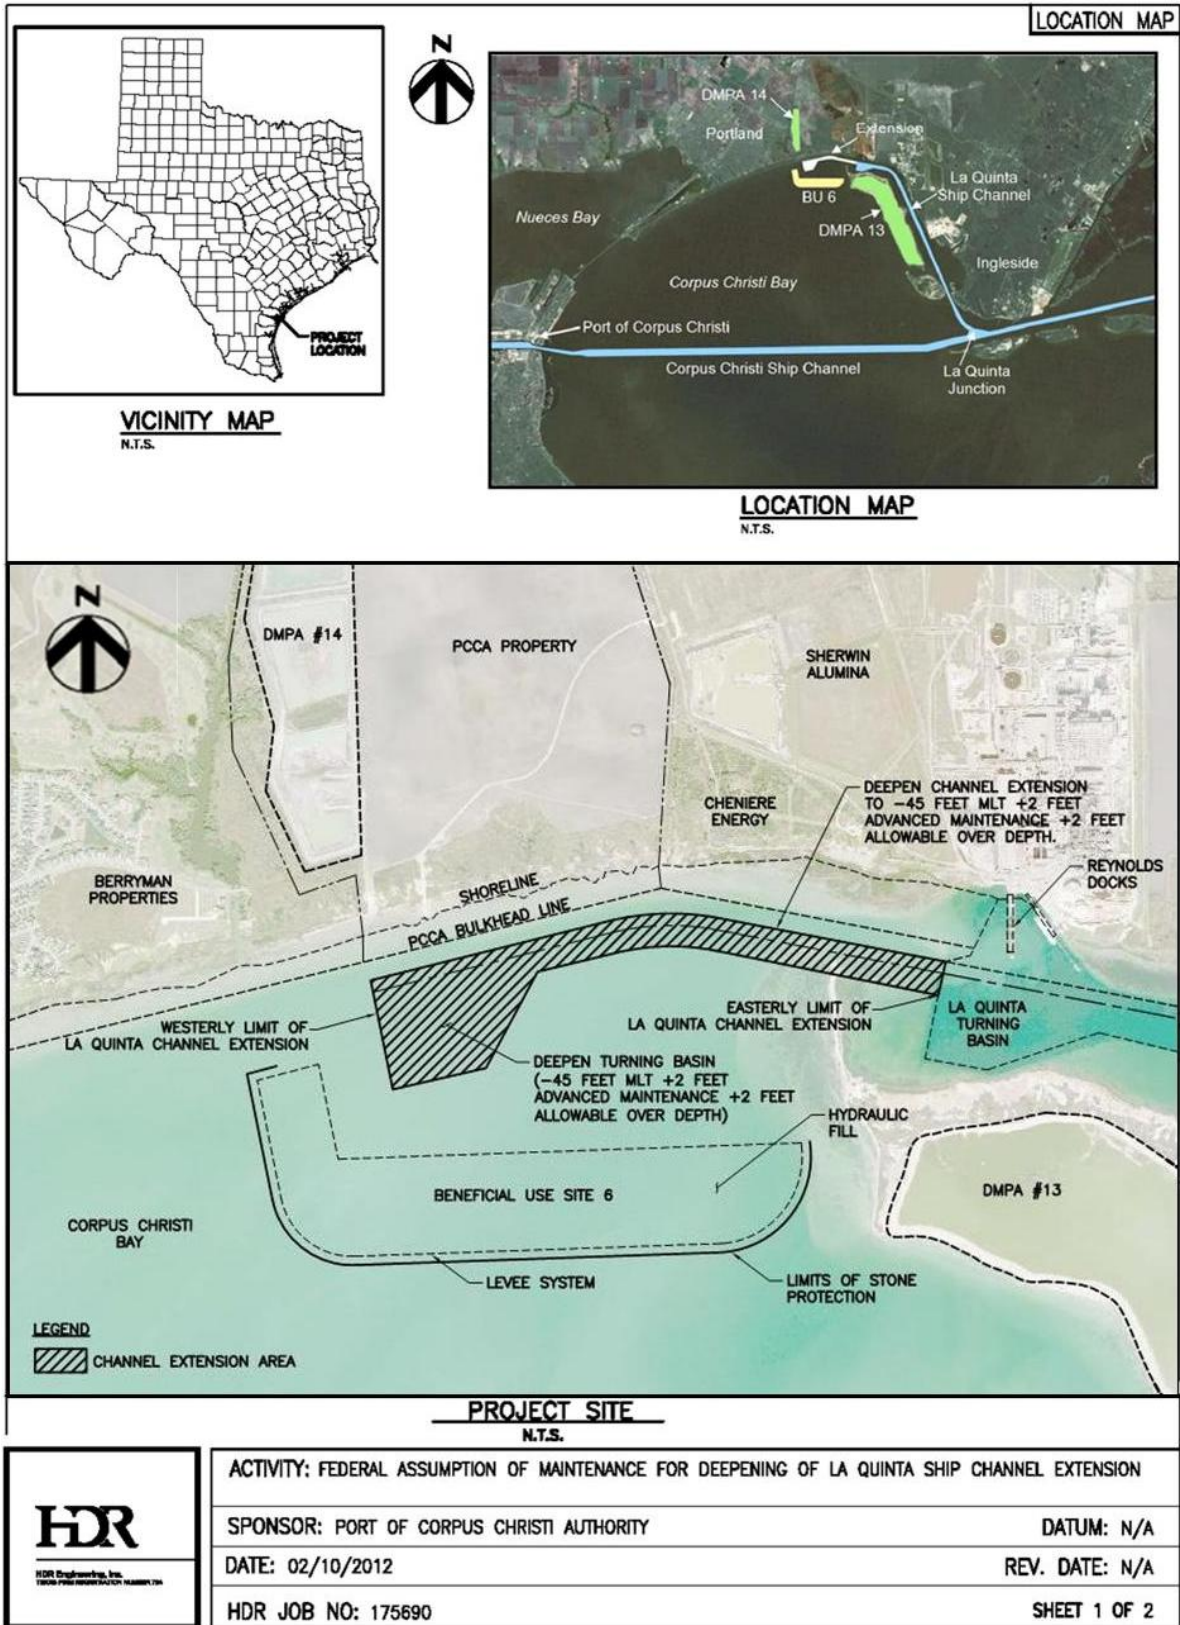 LOCATION MAP
N
PROJECT
LOCATION
VICINITY MAP
N.T.S.
N
DMPA 14
Portland
Extension
La Quinta
Ship Channel
BU 6
Nueces Bay
DMPA 13
Ingleside
Corpus Christi Bay
Port of Corpus Christi
Corpus Christi Ship Channel
La Quinta
Junction
LOCATION MAP
N.T.S.
N
DMPA #14
PCCA PROPERTY
SHERWIN
ALUMINA
CHENIERE
ENERGY
DEEPEN CHANNEL EXTENSION
TO -45 FEET MLT +2 FEET
ADVANCED MAINTENANCE +2 FEET
ALLOWABLE OVER DEPTH.
REYNOLDS
DOCKS
BERRYMAN
PROPERTIES
SHORELINE
PCCA BULKHEAD LINE
WESTERLY LIMIT OF
LA QUINTA CHANNEL EXTENSION
EASTERLY LIMIT OF
LA QUINTA CHANNEL EXTENSION
LA QUINTA
TURNING
BASIN
DEEPEN TURNING BASIN
(-45 FEET MLT +2 FEET
ADVANCED MAINTENANCE +2 FEET
ALLOWABLE OVER DEPTH)
HYDRAULIC
FILL
BENEFICIAL USE SITE 6
DMPA #13
CORPUS CHRISTI
BAY
LEVEE SYSTEM
LIMITS OF STONE
PROTECTION
LEGEND
CHANNEL EXTENSION AREA
PROJECT SITE
N.T.S.
HDR
HDR Engineering, Inc.
ACTIVITY: FEDERAL ASSUMPTION OF MAINTENANCE FOR DEEPENING OF LA QUINTA SHIP CHANNEL EXTENSION
SPONSOR: PORT OF CORPUS CHRISTI AUTHORITY
DATUM: N/A
DATE: 02/10/2012
REV. DATE: N/A
HDR JOB NO: 175690
SHEET 1 OF 2